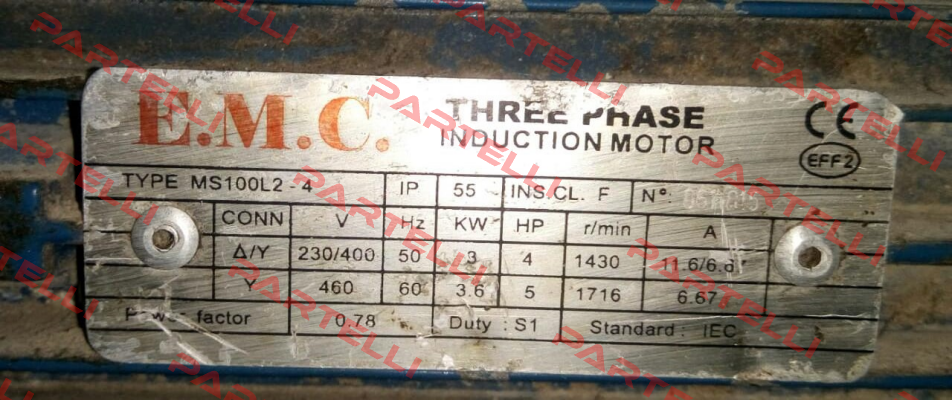 E.M.C. THREE PHASE
INDUCTION MOTOR
CE
EFF2
TYPE MS100L2-4 IP 55 INS.CL. F Nº:
CONN V Hz KW HP r/min A
Δ/Y 230/400 50 3 4 1430
Y 460 60 3.6 5 1716 6.67
Power factor 0.78 Duty : S1 Standard : IEC
PARTELLI